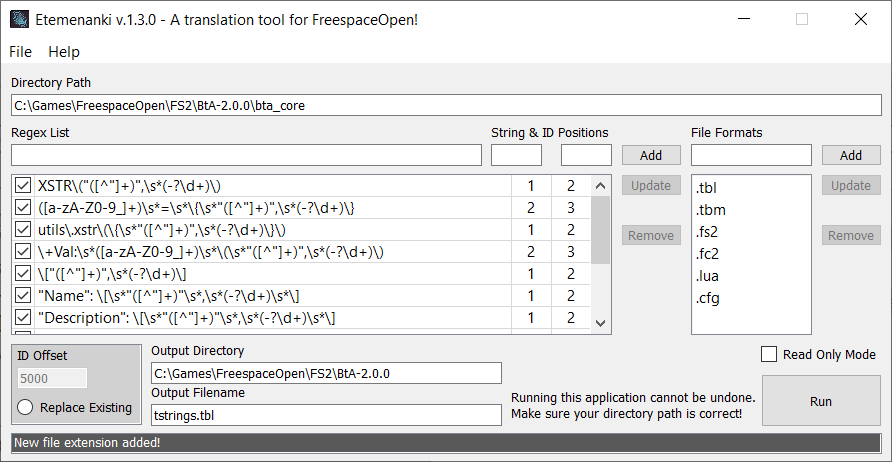 Etemenanki v.1.3.0 - A translation tool for FreespaceOpen!
File Help
Directory Path
C:\Games\FreespaceOpen\FS2\BtA-2.0.0\bta_core
Regex List String & ID Positions File Formats
Add Add
XSTR\("([^"]+)",\s*(-?\d+)\) 1 2
([a-zA-Z0-9_]+)\s*=\s*\{\s*"([^"]+)",\s*(-?\d+)\} 2 3
utils\.xstr\(\{\s*"([^"]+)",\s*(-?\d+)\}\) 1 2
\+Val:\s*([a-zA-Z0-9_]+)\s*\(\s*"([^"]+)",\s*(-?\d+)\) 2 3
\["([^"]+)",\s*(-?\d+)\] 1 2
"Name": \[\s*"([^"]+)"\s*,\s*(-?\d+)\s*\] 1 2
"Description": \[\s*"([^"]+)"\s*,\s*(-?\d+)\s*\] 1 2
Update
Remove
.tbl
.tbm
.fs2
.fc2
.lua
.cfg
Update
Remove
ID Offset
5000
Replace Existing
Output Directory
C:\Games\FreespaceOpen\FS2\BtA-2.0.0
Output Filename
tstrings.tbl
Running this application cannot be undone.
Make sure your directory path is correct!
Read Only Mode
Run
New file extension added!